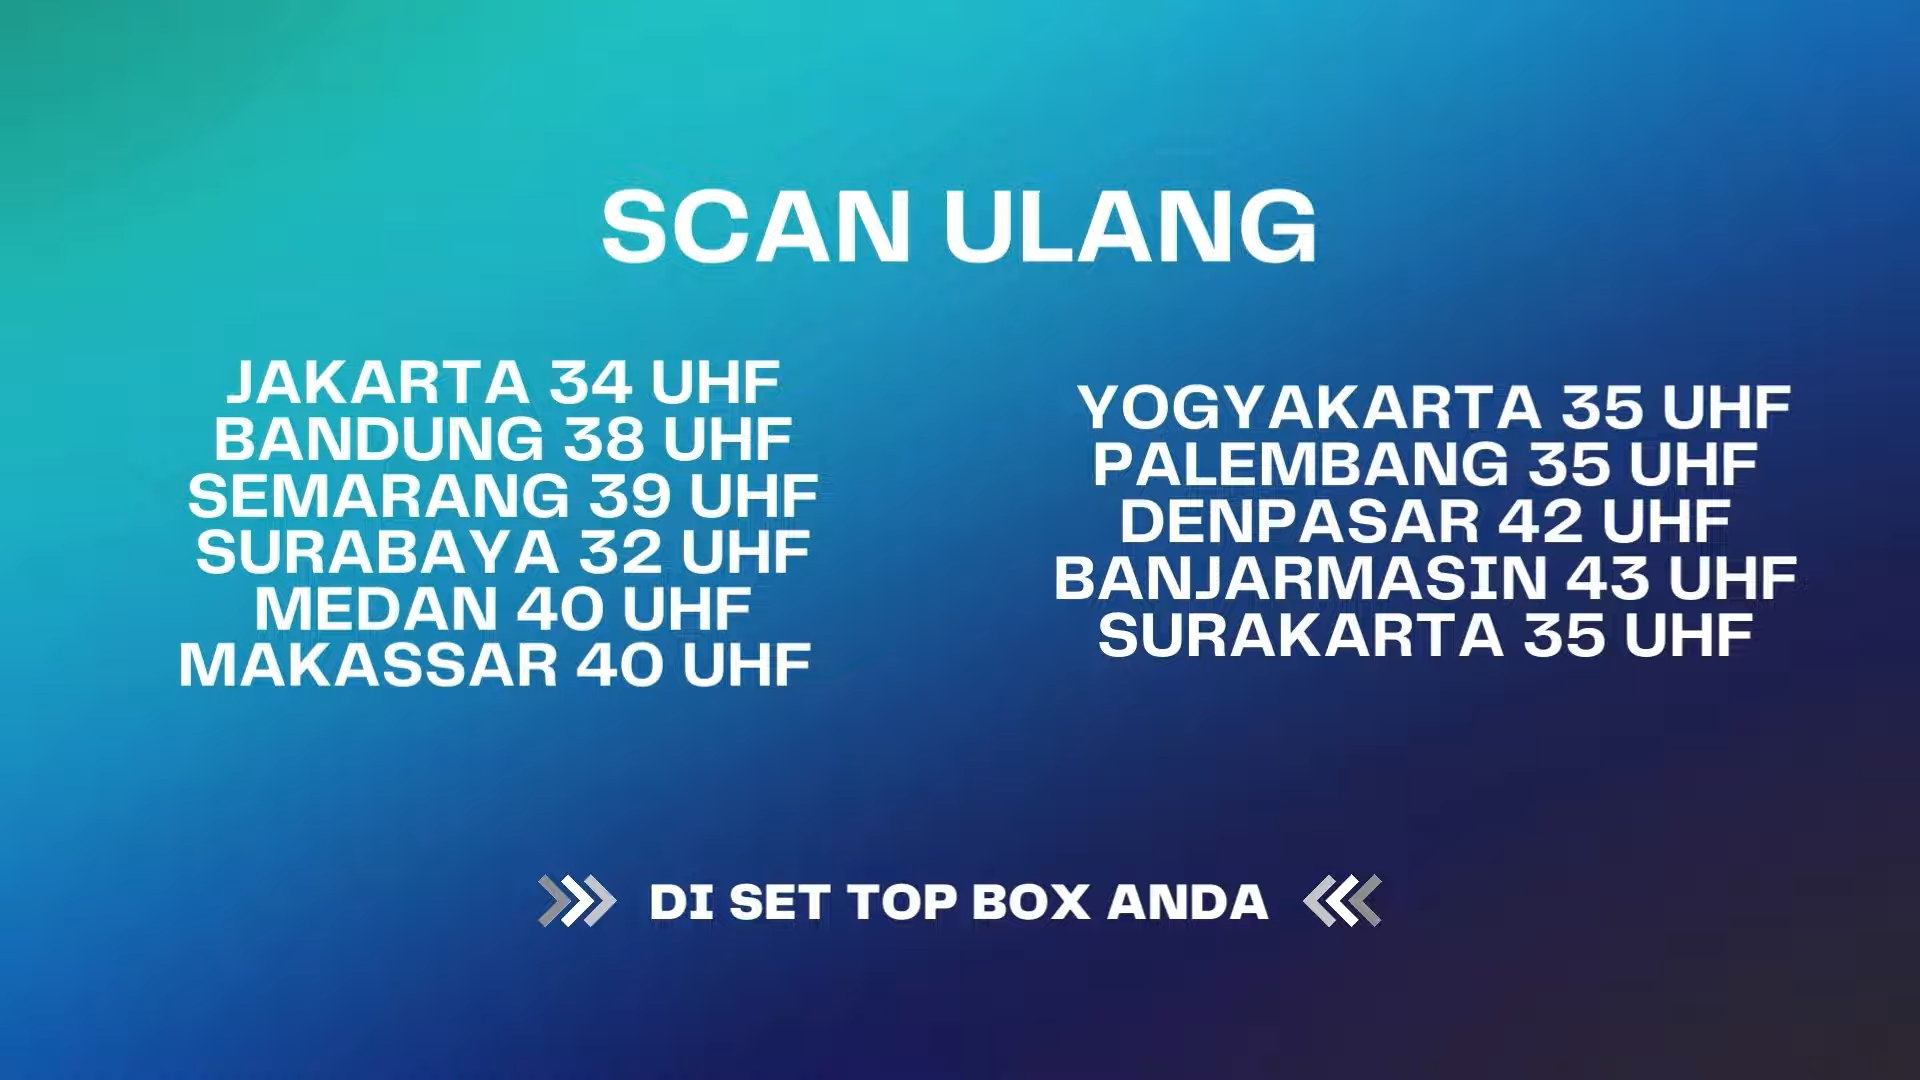 SCAN ULANG
JAKARTA 34 UHF
BANDUNG 38 UHF
SEMARANG 39 UHF
SURABAYA 32 UHF
MEDAN 40 UHF
MAKASSAR 40 UHF
YOGYAKARTA 35 UHF
PALEMBANG 35 UHF
DENPASAR 42 UHF
BANJARMASIN 43 UHF
SURAKARTA 35 UHF
DI SET TOP BOX ANDA